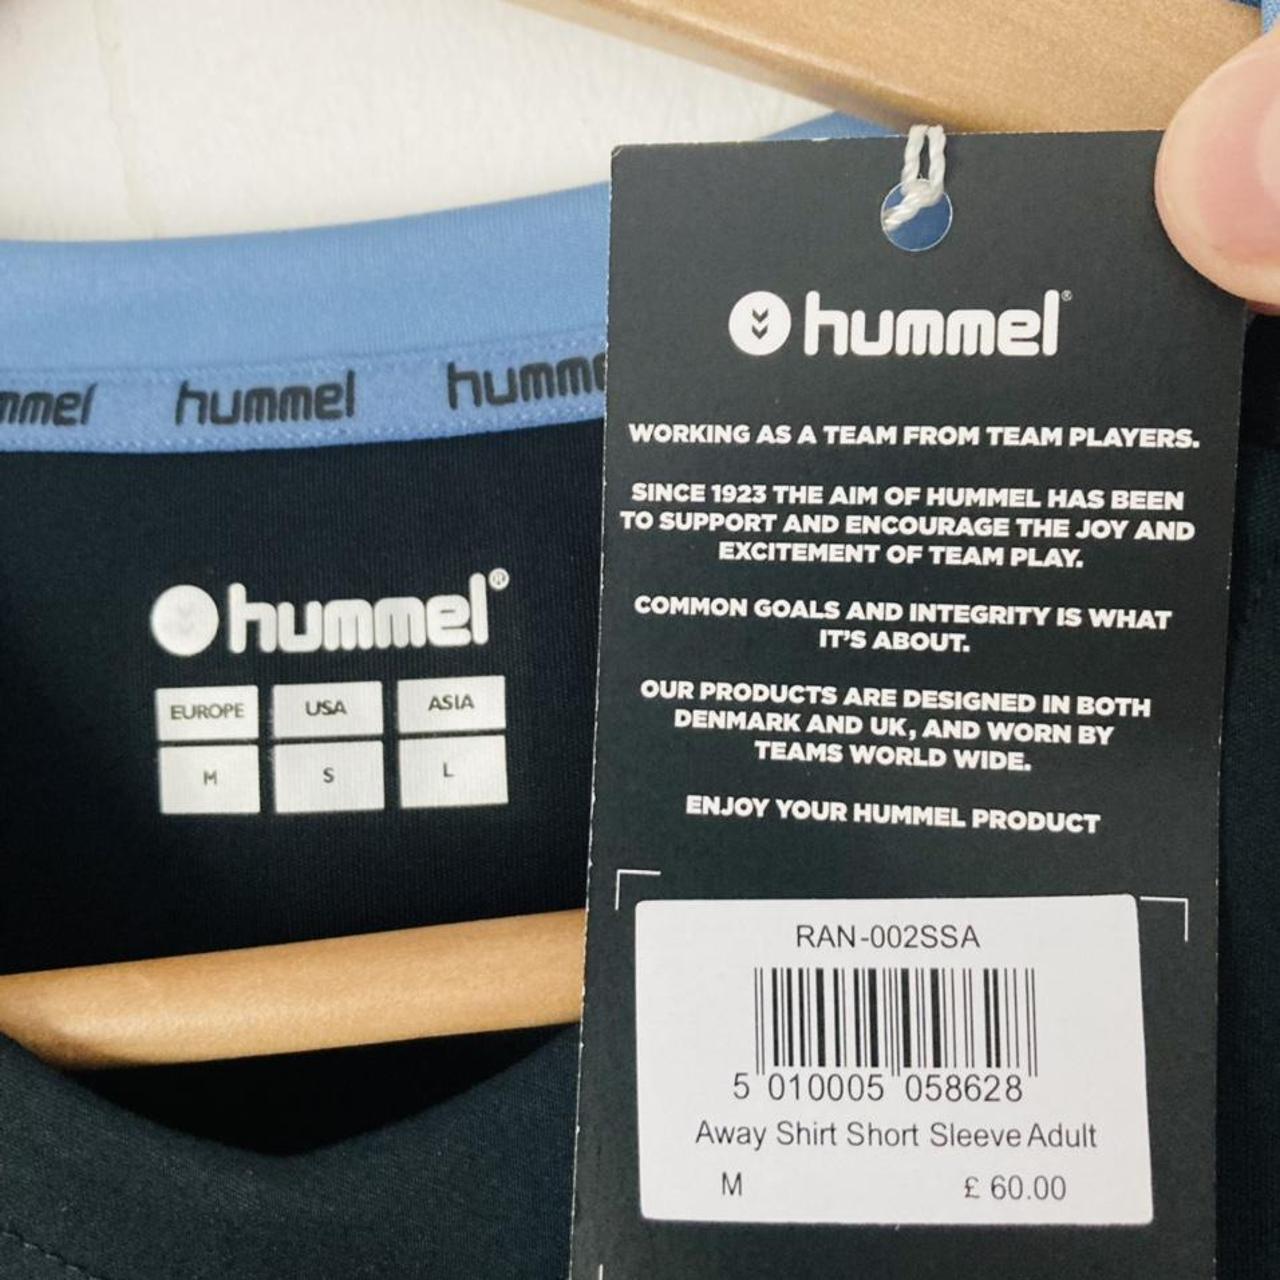 mmel hummel humme
hummel®
EUROPE USA ASIA
M S L
hummel®
WORKING AS A TEAM FROM TEAM PLAYERS.
SINCE 1923 THE AIM OF HUMMEL HAS BEEN
TO SUPPORT AND ENCOURAGE THE JOY AND
EXCITEMENT OF TEAM PLAY.
COMMON GOALS AND INTEGRITY IS WHAT
IT'S ABOUT.
OUR PRODUCTS ARE DESIGNED IN BOTH
DENMARK AND UK, AND WORN BY
TEAMS WORLD WIDE.
ENJOY YOUR HUMMEL PRODUCT
RAN-002SSA
5 010005 058628
Away Shirt Short Sleeve Adult
M £ 60.00